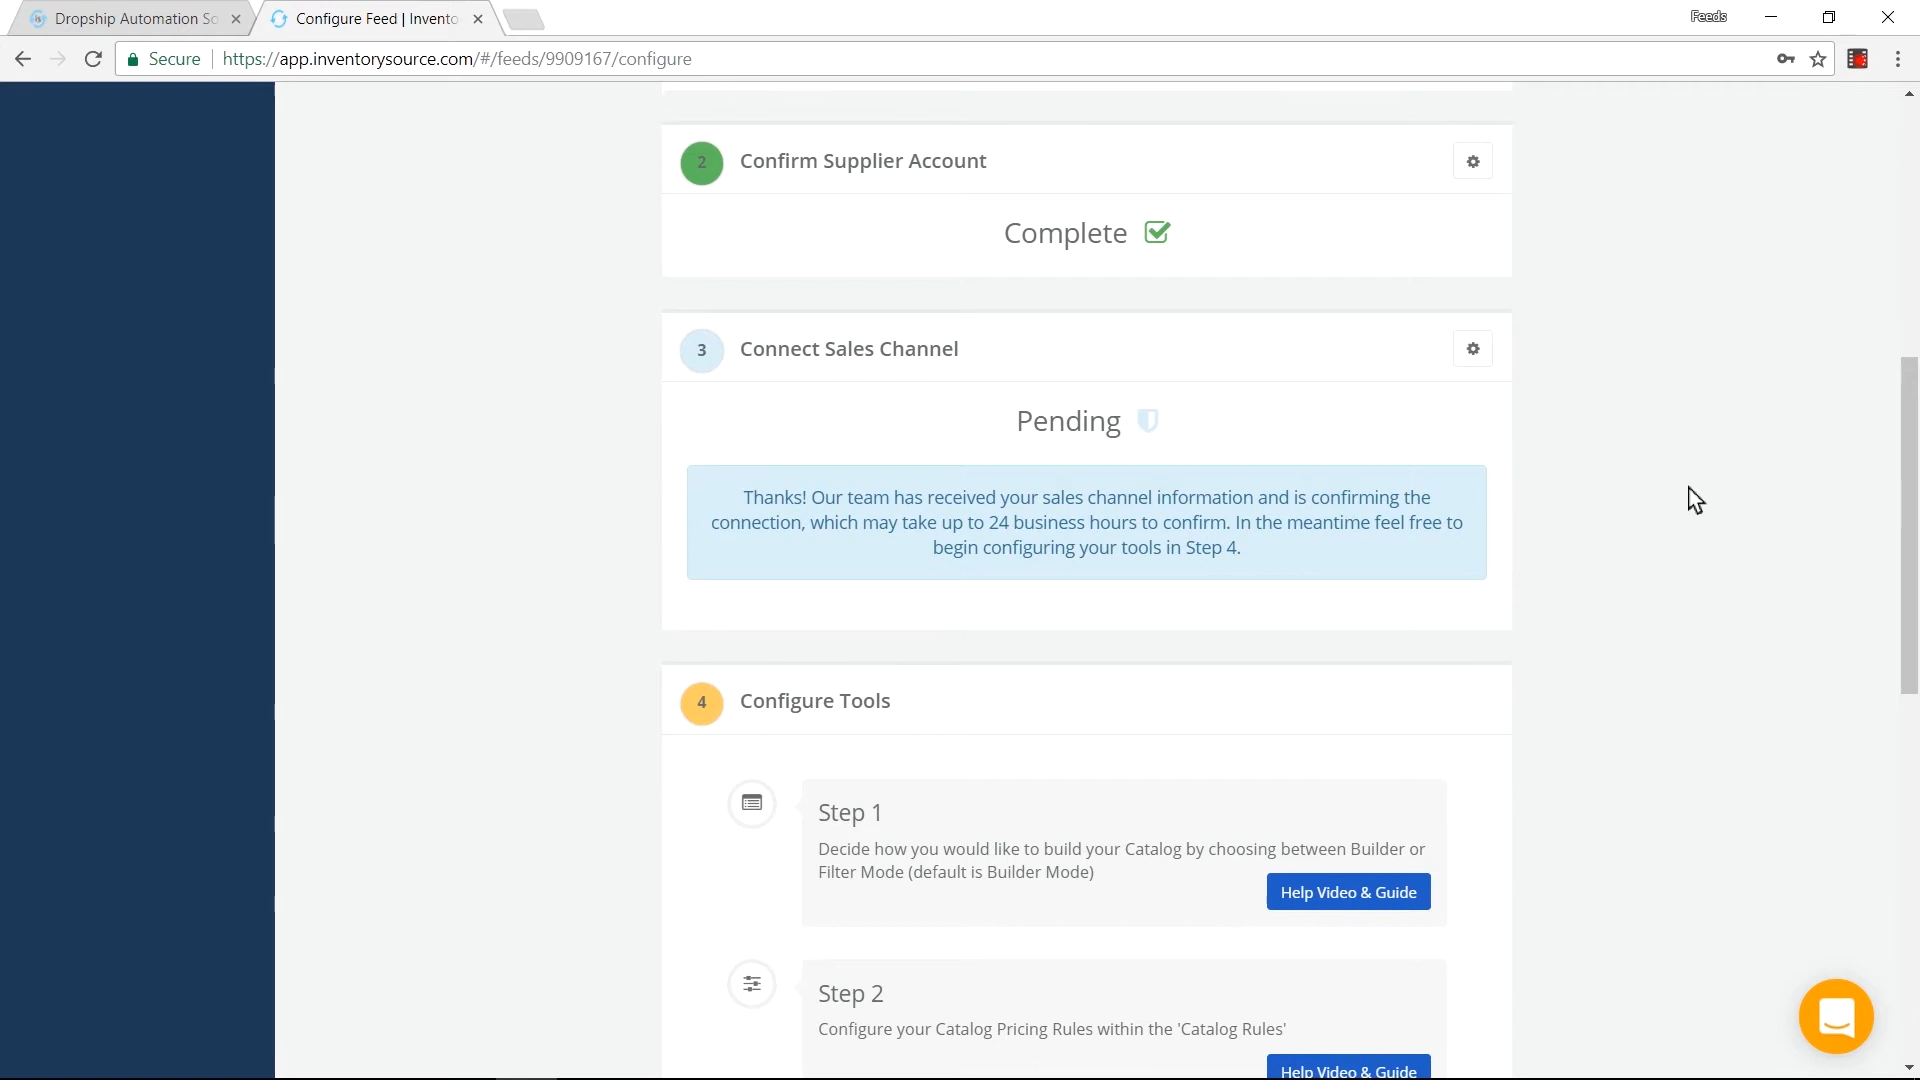 Dropship Automation So
Configure Feed | Invento
Feeds
Secure
https://app.inventorysource.com/#/feeds/9909167/configure
2
Confirm Supplier Account
Complete
3
Connect Sales Channel
Pending
Thanks! Our team has received your sales channel information and is confirming the
connection, which may take up to 24 business hours to confirm. In the meantime feel free to
begin configuring your tools in Step 4.
4
Configure Tools
Step 1
Decide how you would like to build your Catalog by choosing between Builder or
Filter Mode (default is Builder Mode)
Help Video & Guide
Step 2
Configure your Catalog Pricing Rules within the 'Catalog Rules'
Help Video & Guide